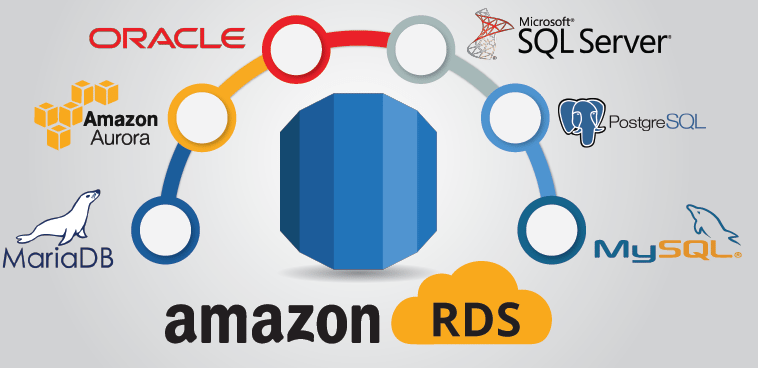 ORACLE
Microsoft®
SQL Server®
Amazon
Aurora
PostgreSQL
MariaDB
MySQL®
amazon RDS